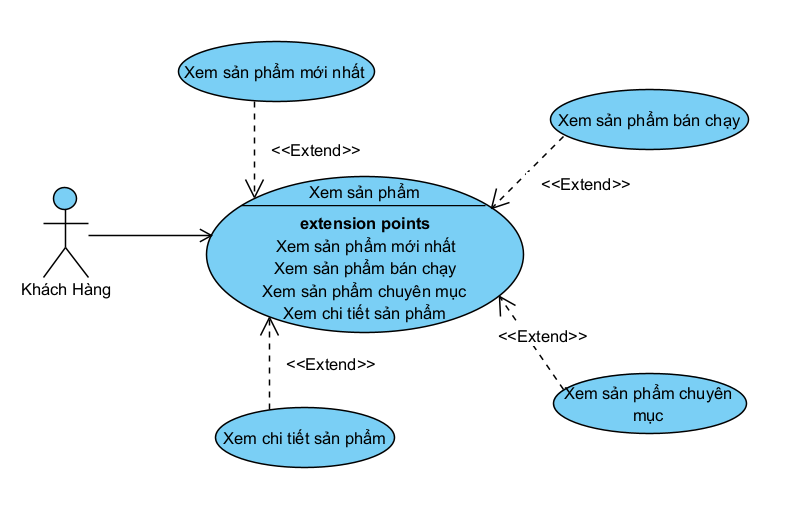 Xem sản phẩm mới nhất
Xem sản phẩm bán chạy
<<Extend>>
<<Extend>>
Xem sản phẩm
extension points
Xem sản phẩm mới nhất
Xem sản phẩm bán chạy
Xem sản phẩm chuyên mục
Xem chi tiết sản phẩm
Khách Hàng
<<Extend>>
<<Extend>>
Xem sản phẩm chuyên
mục
Xem chi tiết sản phẩm